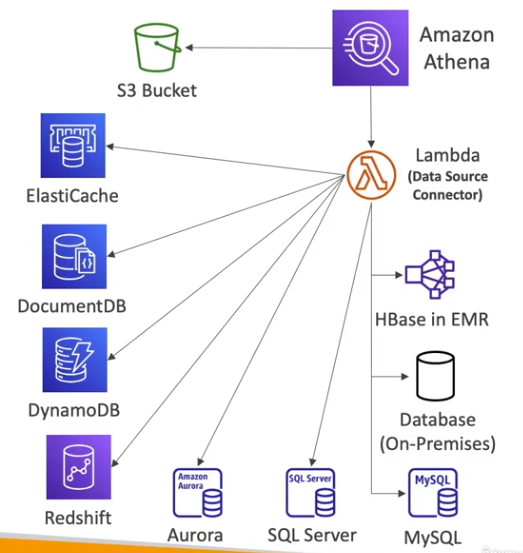 Amazon
Athena
S3 Bucket
Lambda
(Data Source
Connector)
ElastiCache
DocumentDB
HBase in EMR
DynamoDB
Database
(On-Premises)
Redshift
Amazon
Aurora
Aurora
SQL Server
SQL Server
MySQL
MySQL